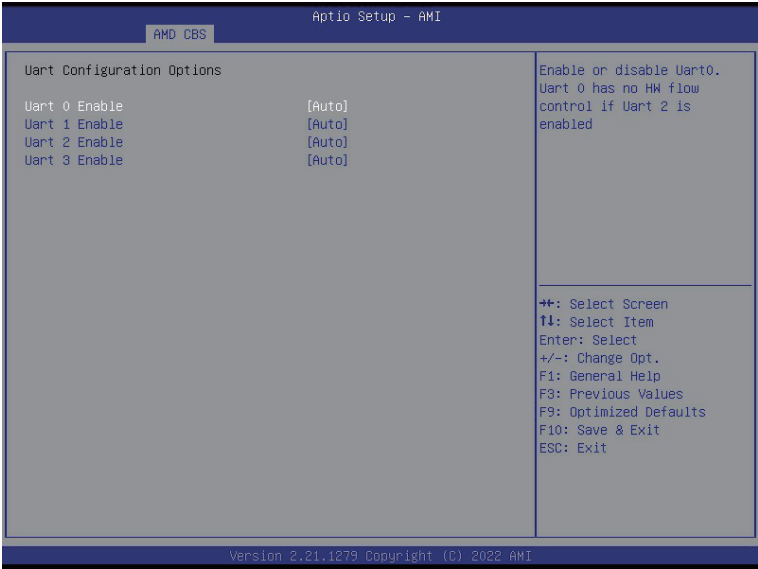 Aptio Setup – AMI
AMD CBS
Uart Configuration Options
Uart 0 Enable [Auto]
Uart 1 Enable [Auto]
Uart 2 Enable [Auto]
Uart 3 Enable [Auto]
Enable or disable Uart0.
Uart 0 has no HW flow
control if Uart 2 is
enabled
→←: Select Screen
↑↓: Select Item
Enter: Select
+/-: Change Opt.
F1: General Help
F3: Previous Values
F9: Optimized Defaults
F10: Save & Exit
ESC: Exit
Version 2.21.1279 Copyright (C) 2022 AMI